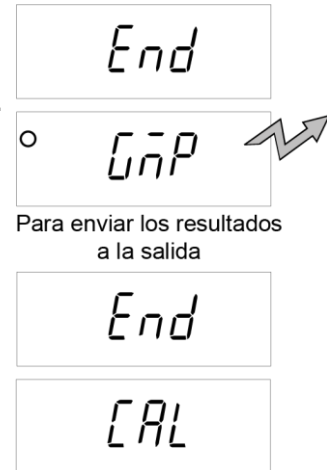 End
GMP
Para enviar los resultados
a la salida
End
CAL